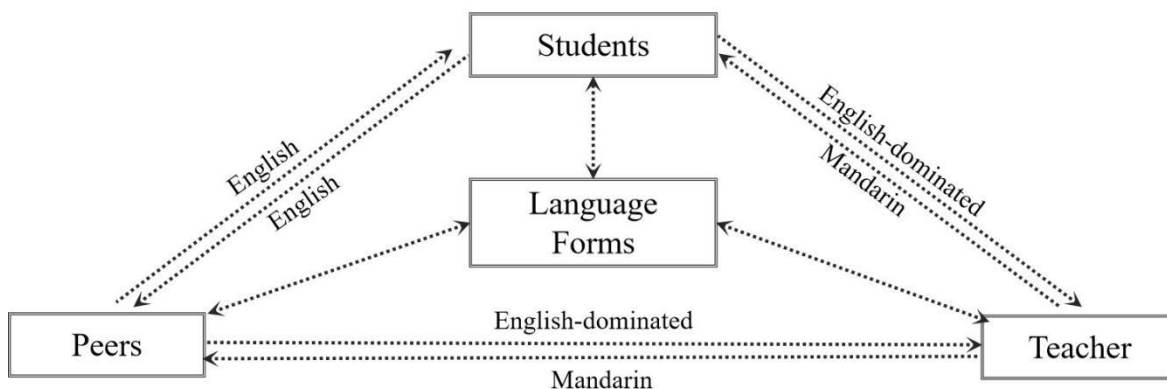 Students
English
English
English-dominated
Mandarin
Language
Forms
Peers
English-dominated
Mandarin
Teacher